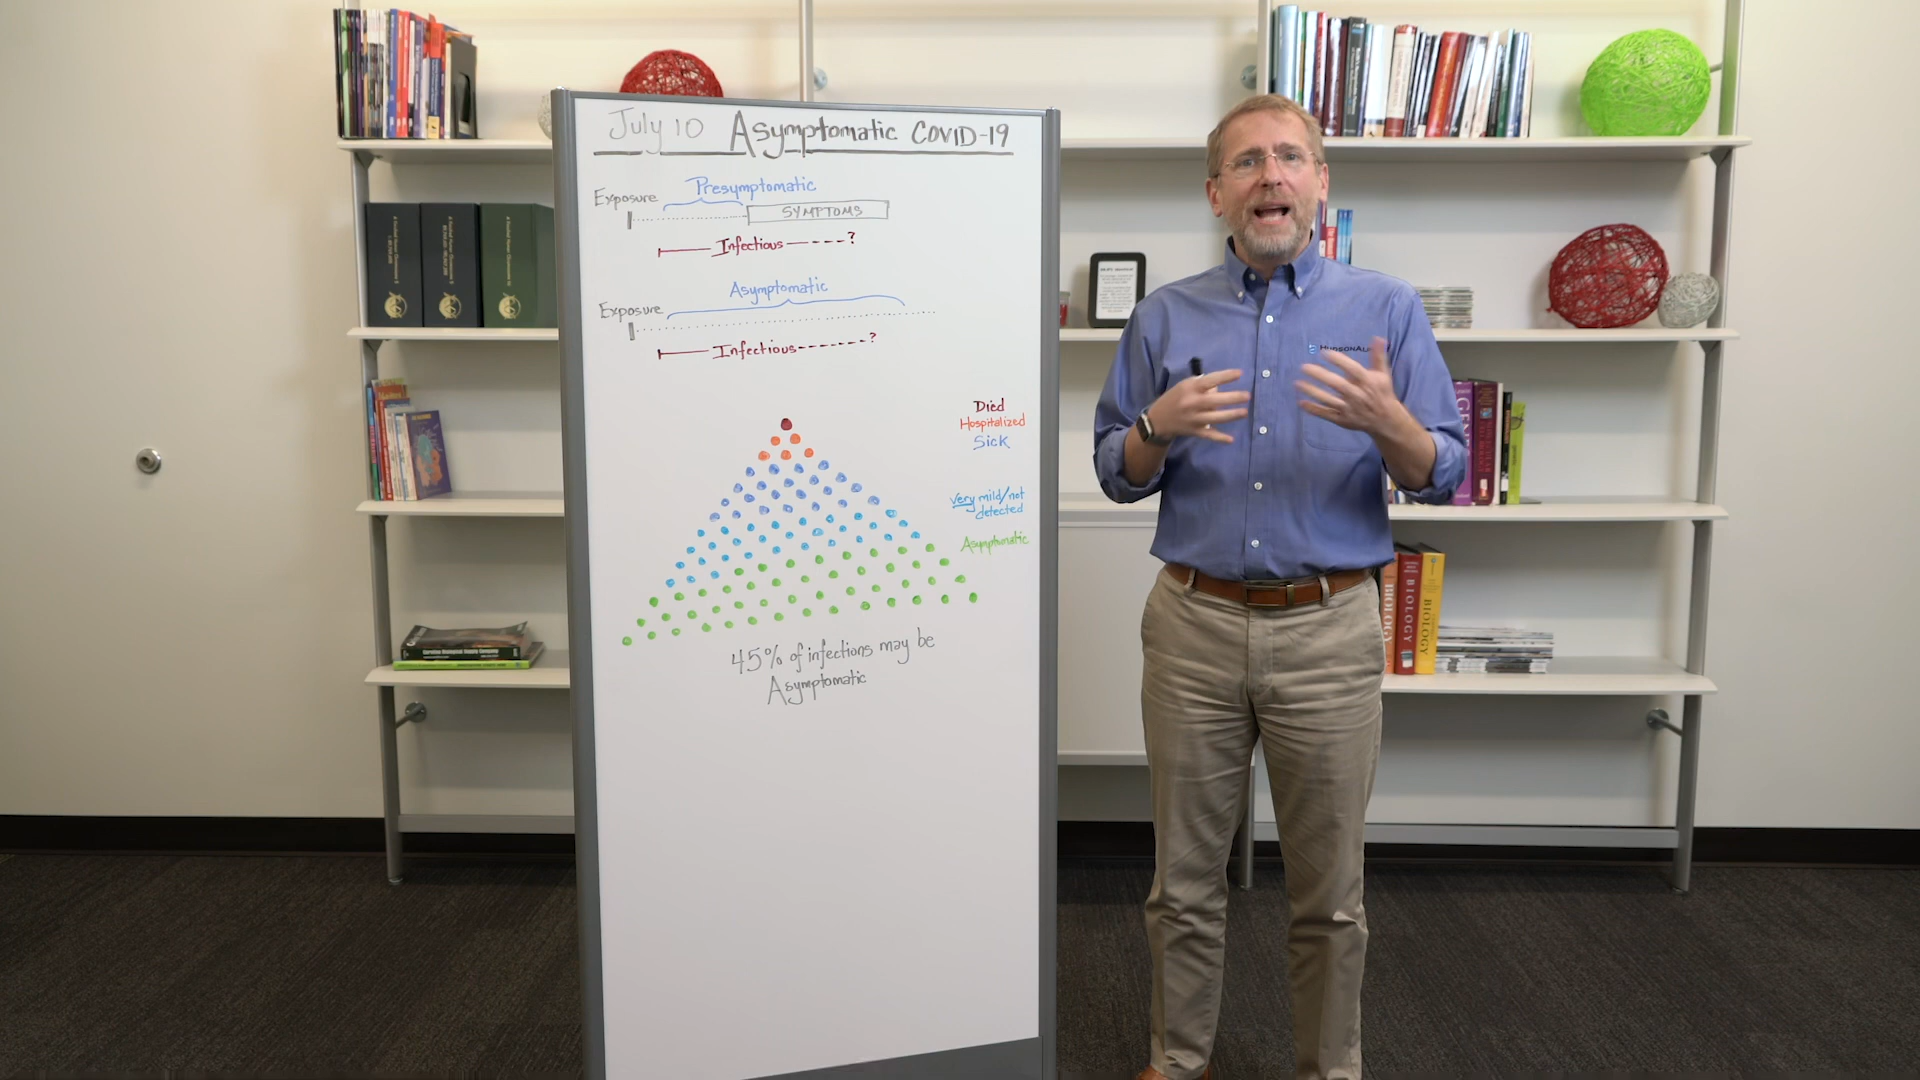 July 10 Asymptomatic COVID-19
Presymptomatic
Exposure
SYMPTOMS
Infectious ?
Asymptomatic
Exposure
Infectious ?
Died
Hospitalized
Sick
Very mild/not
detected
Asymptomatic
45% of infections may be
Asymptomatic
BIOLOGY
BIOLOGY
BIOLOGY